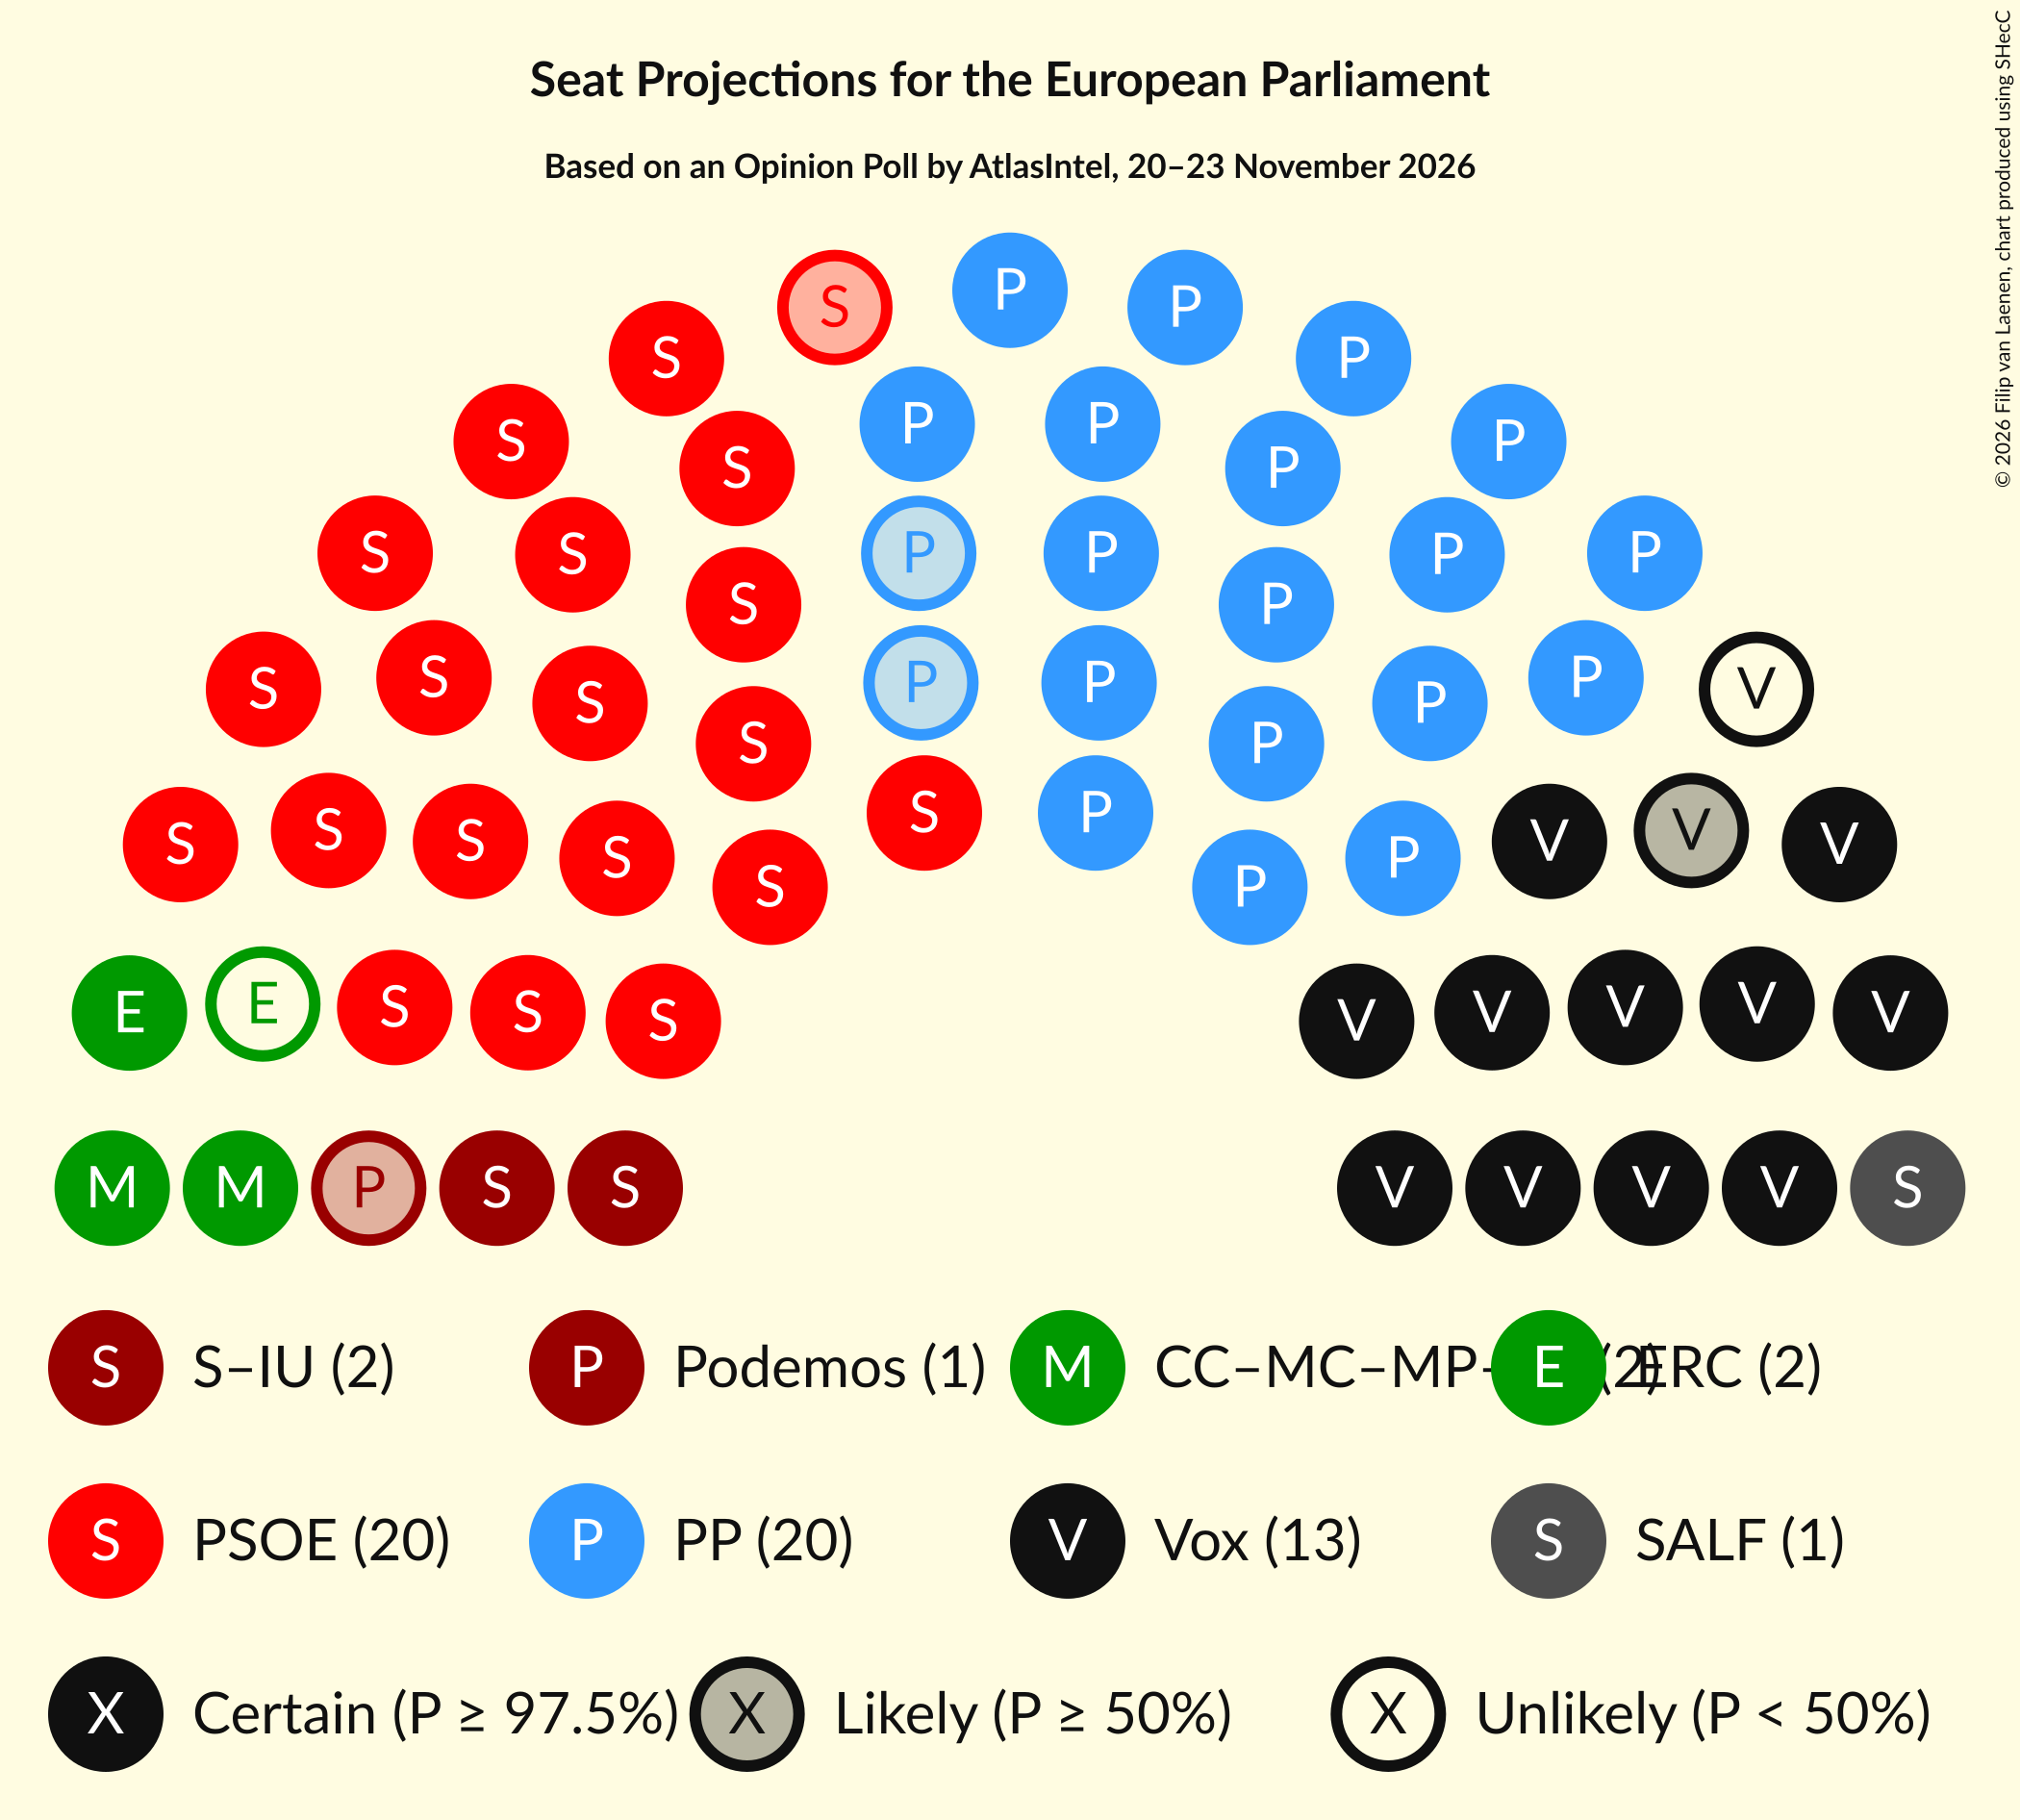 Seat Projections for the European Parliament
Based on an Opinion Poll by AtlasIntel, 20–23 November 2026
© 2026 Filip van Laenen, chart produced using SHecC
S P P P
S S P P P P
S S S P P P P P
S S S S P P P P P V
S S S S S S P P P P V V V
E E S S S V V V V V
M M P S S V V V V S
S S–IU (2) P Podemos (1) M CC–MC–MP– (2) E ERC (2)
S PSOE (20) P PP (20) V Vox (13) S SALF (1)
X Certain (P ≥ 97.5%) X Likely (P ≥ 50%) X Unlikely (P < 50%)